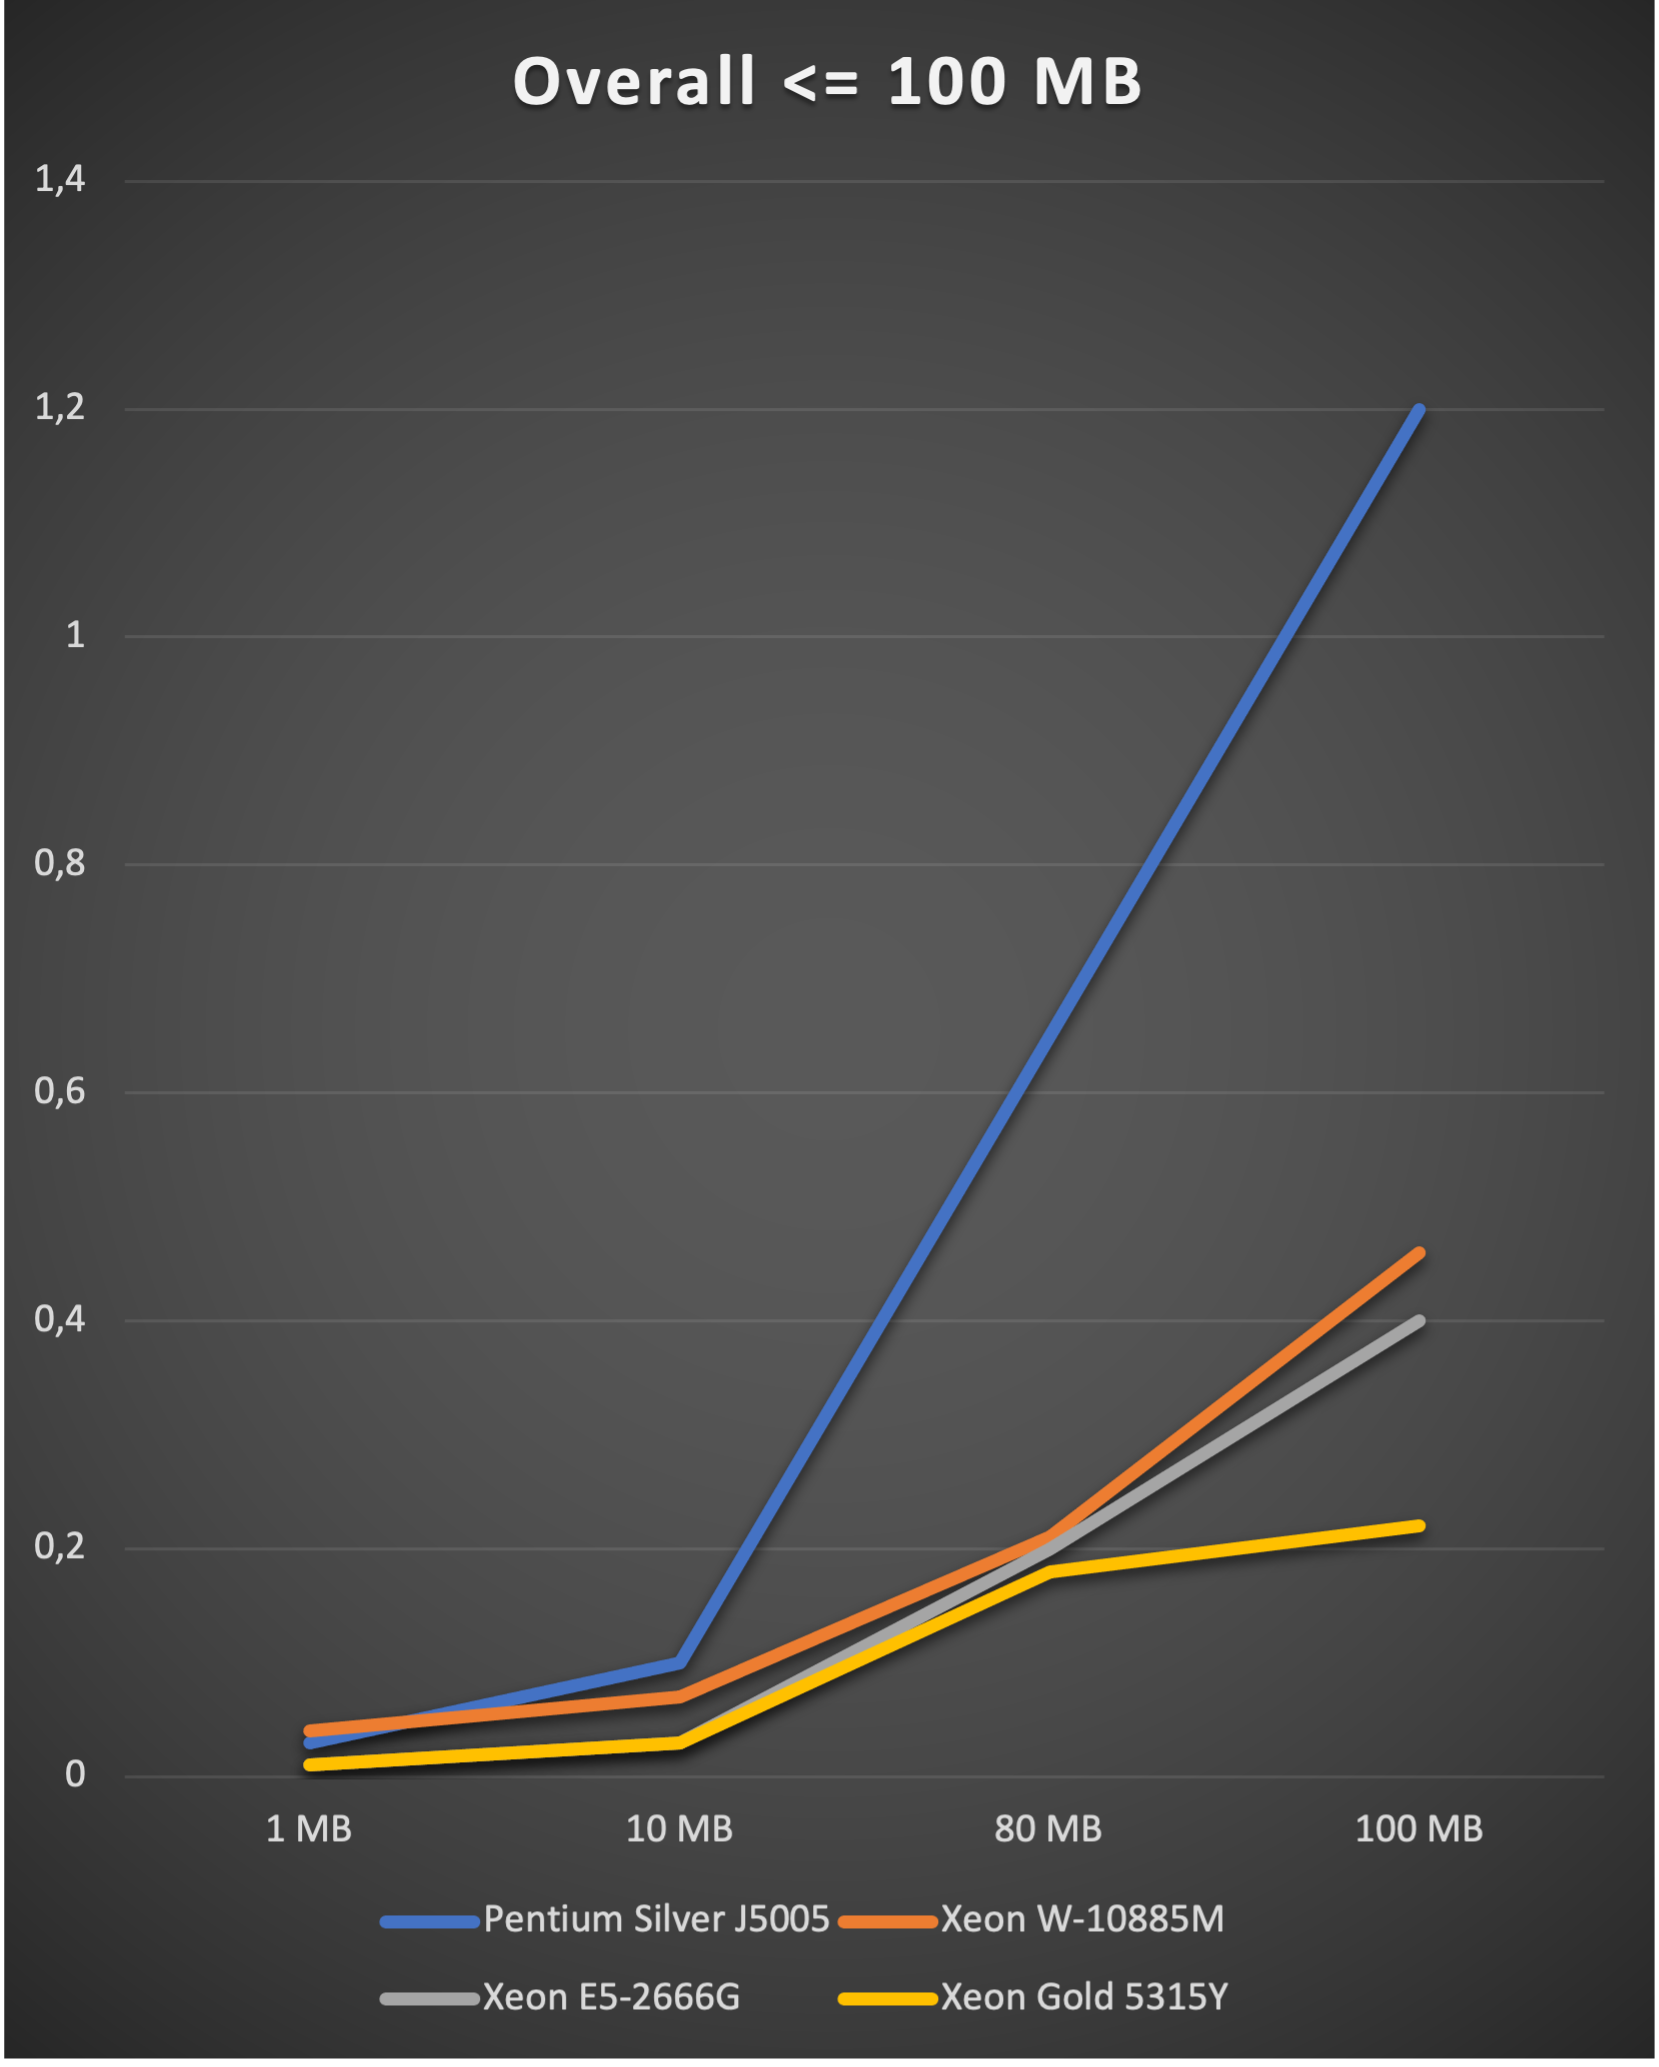 Overall <= 100 MB
1,4
1,2
1
0,8
0,6
0,4
0,2
0
1 MB 10 MB 80 MB 100 MB
Pentium Silver J5005 Xeon W-10885M
Xeon E5-2666G Xeon Gold 5315Y